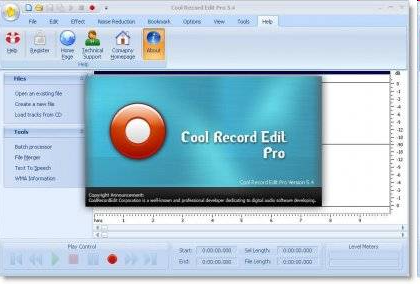 Cool Record Edit Pro 5.4
File Edit Effect Noise Reduction Bookmark Options View Tools Help
Help Register Home Page Technical Support Comapny Homepage About
Help
Files
Open an existing file
Create a new file
Load tracks from CD
Tools
Batch processor
File Merger
Text To Speech
WMA Information
dB
Cool Record Edit
Pro
Cool Record Edit Pro Version 5.4
Copyright Announcement:
CoolRecordEdit Corporation is a well-known and professional developer dedicating to digital audio software developing.
hms 1 2 3 4 5 6 7 8 9
Play Control
Start: 0:00:00.000 Sel Length: 0:00:00.000
End: 0:00:00.000 File Length: 0:00:00.000
Level Meters